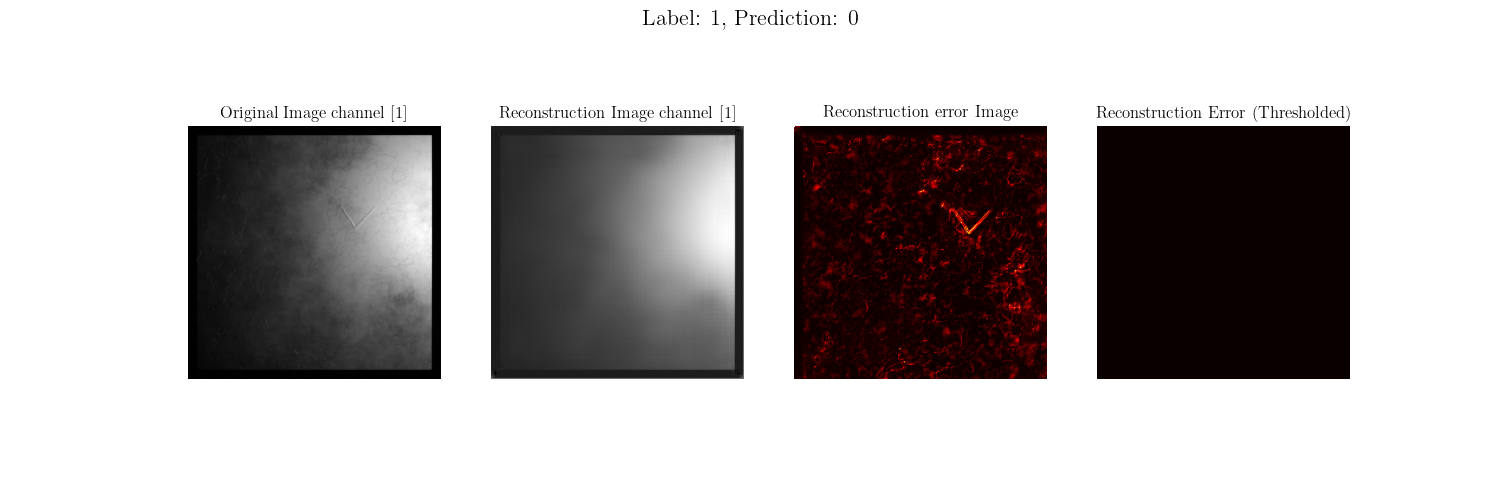 Label: 1, Prediction: 0
Original Image channel [1]
Reconstruction Image channel [1]
Reconstruction error Image
Reconstruction Error (Thresholded)